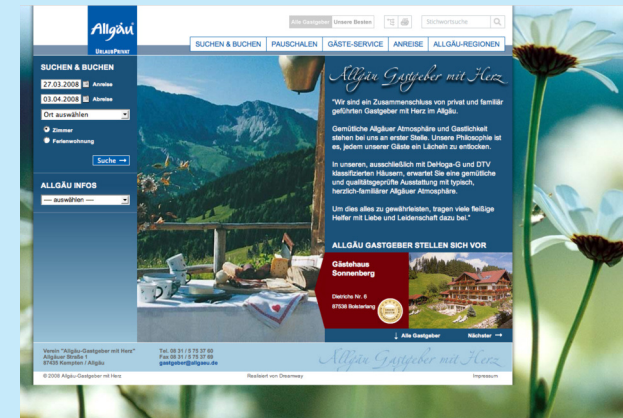 Allgäu
URLAUBPRIVAT
Alle Gastgeber Unsere Besten
Stichwortsuche
SUCHEN & BUCHEN
PAUSCHALEN
GÄSTE-SERVICE
ANREISE
ALLGÄU-REGIONEN
SUCHEN & BUCHEN
27.03.2008 Anreise
03.04.2008 Abreise
Ort auswählen
Zimmer
Ferienwohnung
Suche →
ALLGÄU INFOS
---- auswählen ----
Allgäu Gastgeber mit Herz
"Wir sind ein Zusammenschluss von privat und familiär
geführten Gastgeber mit Herz im Allgäu.
Gemütliche Allgäuer Atmosphäre und Gastlichkeit
stehen bei uns an erster Stelle. Unsere Philosophie ist
es, jedem unserer Gäste ein Lächeln zu entlocken.
In unseren, ausschließlich mit DeHoga-G und DTV
klassifizierten Häusern, erwartet Sie eine gemütliche
und qualitätsgeprüfte Ausstattung mit typisch,
herzlich-familiärer Allgäuer Atmosphäre.
Um dies alles zu gewährleisten, tragen viele fleißige
Helfer mit Liebe und Leidenschaft dazu bei."
ALLGÄU GASTGEBER STELLEN SICH VOR
Gästehaus
Sonnenberg
Dietrichs Nr. 6
87538 Bolsterlang
↓ Alle Gastgeber
Nächster →
Verein "Allgäu-Gastgeber mit Herz"
Allgäuer Straße 1
87435 Kempten / Allgäu
Tel. 08 31 / 5 75 37 60
Fax 08 31 / 5 75 37 69
gastgeber@allgaeu.de
Allgäu Gastgeber mit Herz
© 2008 Allgäu-Gastgeber mit Herz
Realisiert von Dreamway
Impressum